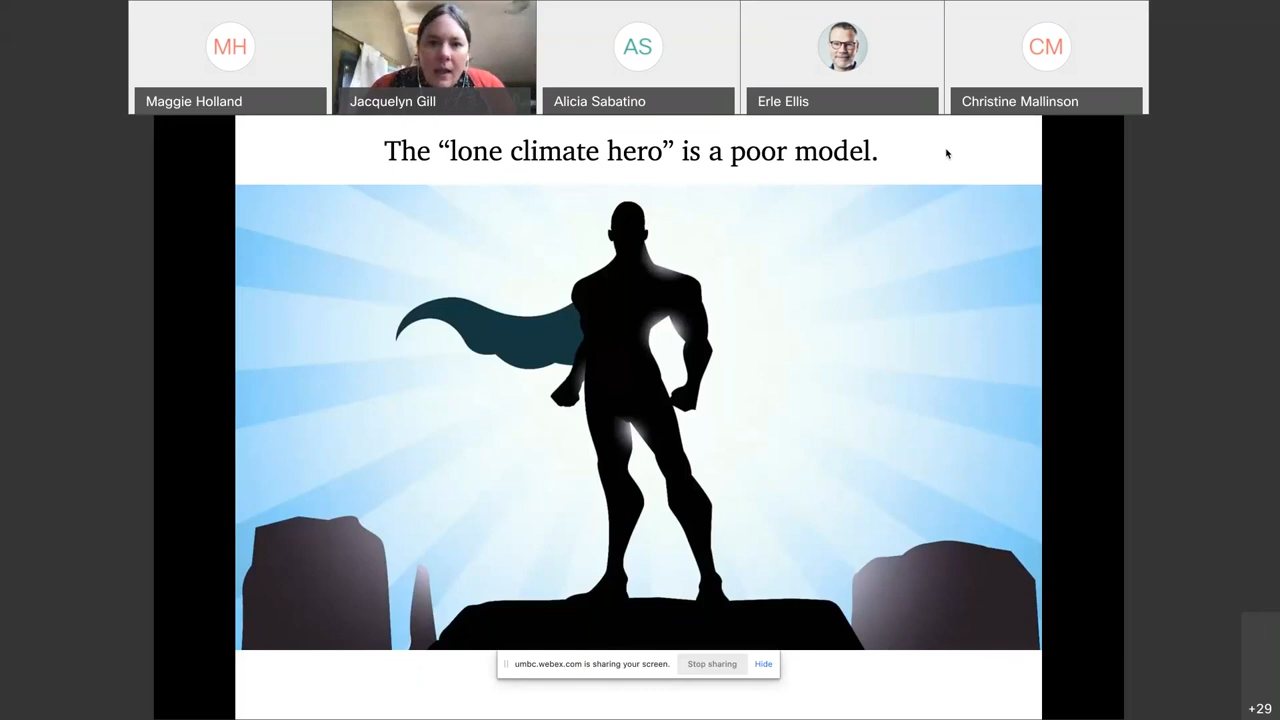 MH
AS
CM
Maggie Holland
Jacquelyn Gill
Alicia Sabatino
Erle Ellis
Christine Mallinson
The “lone climate hero” is a poor model.
umbc.webex.com is sharing your screen.
Stop sharing
Hide
+29